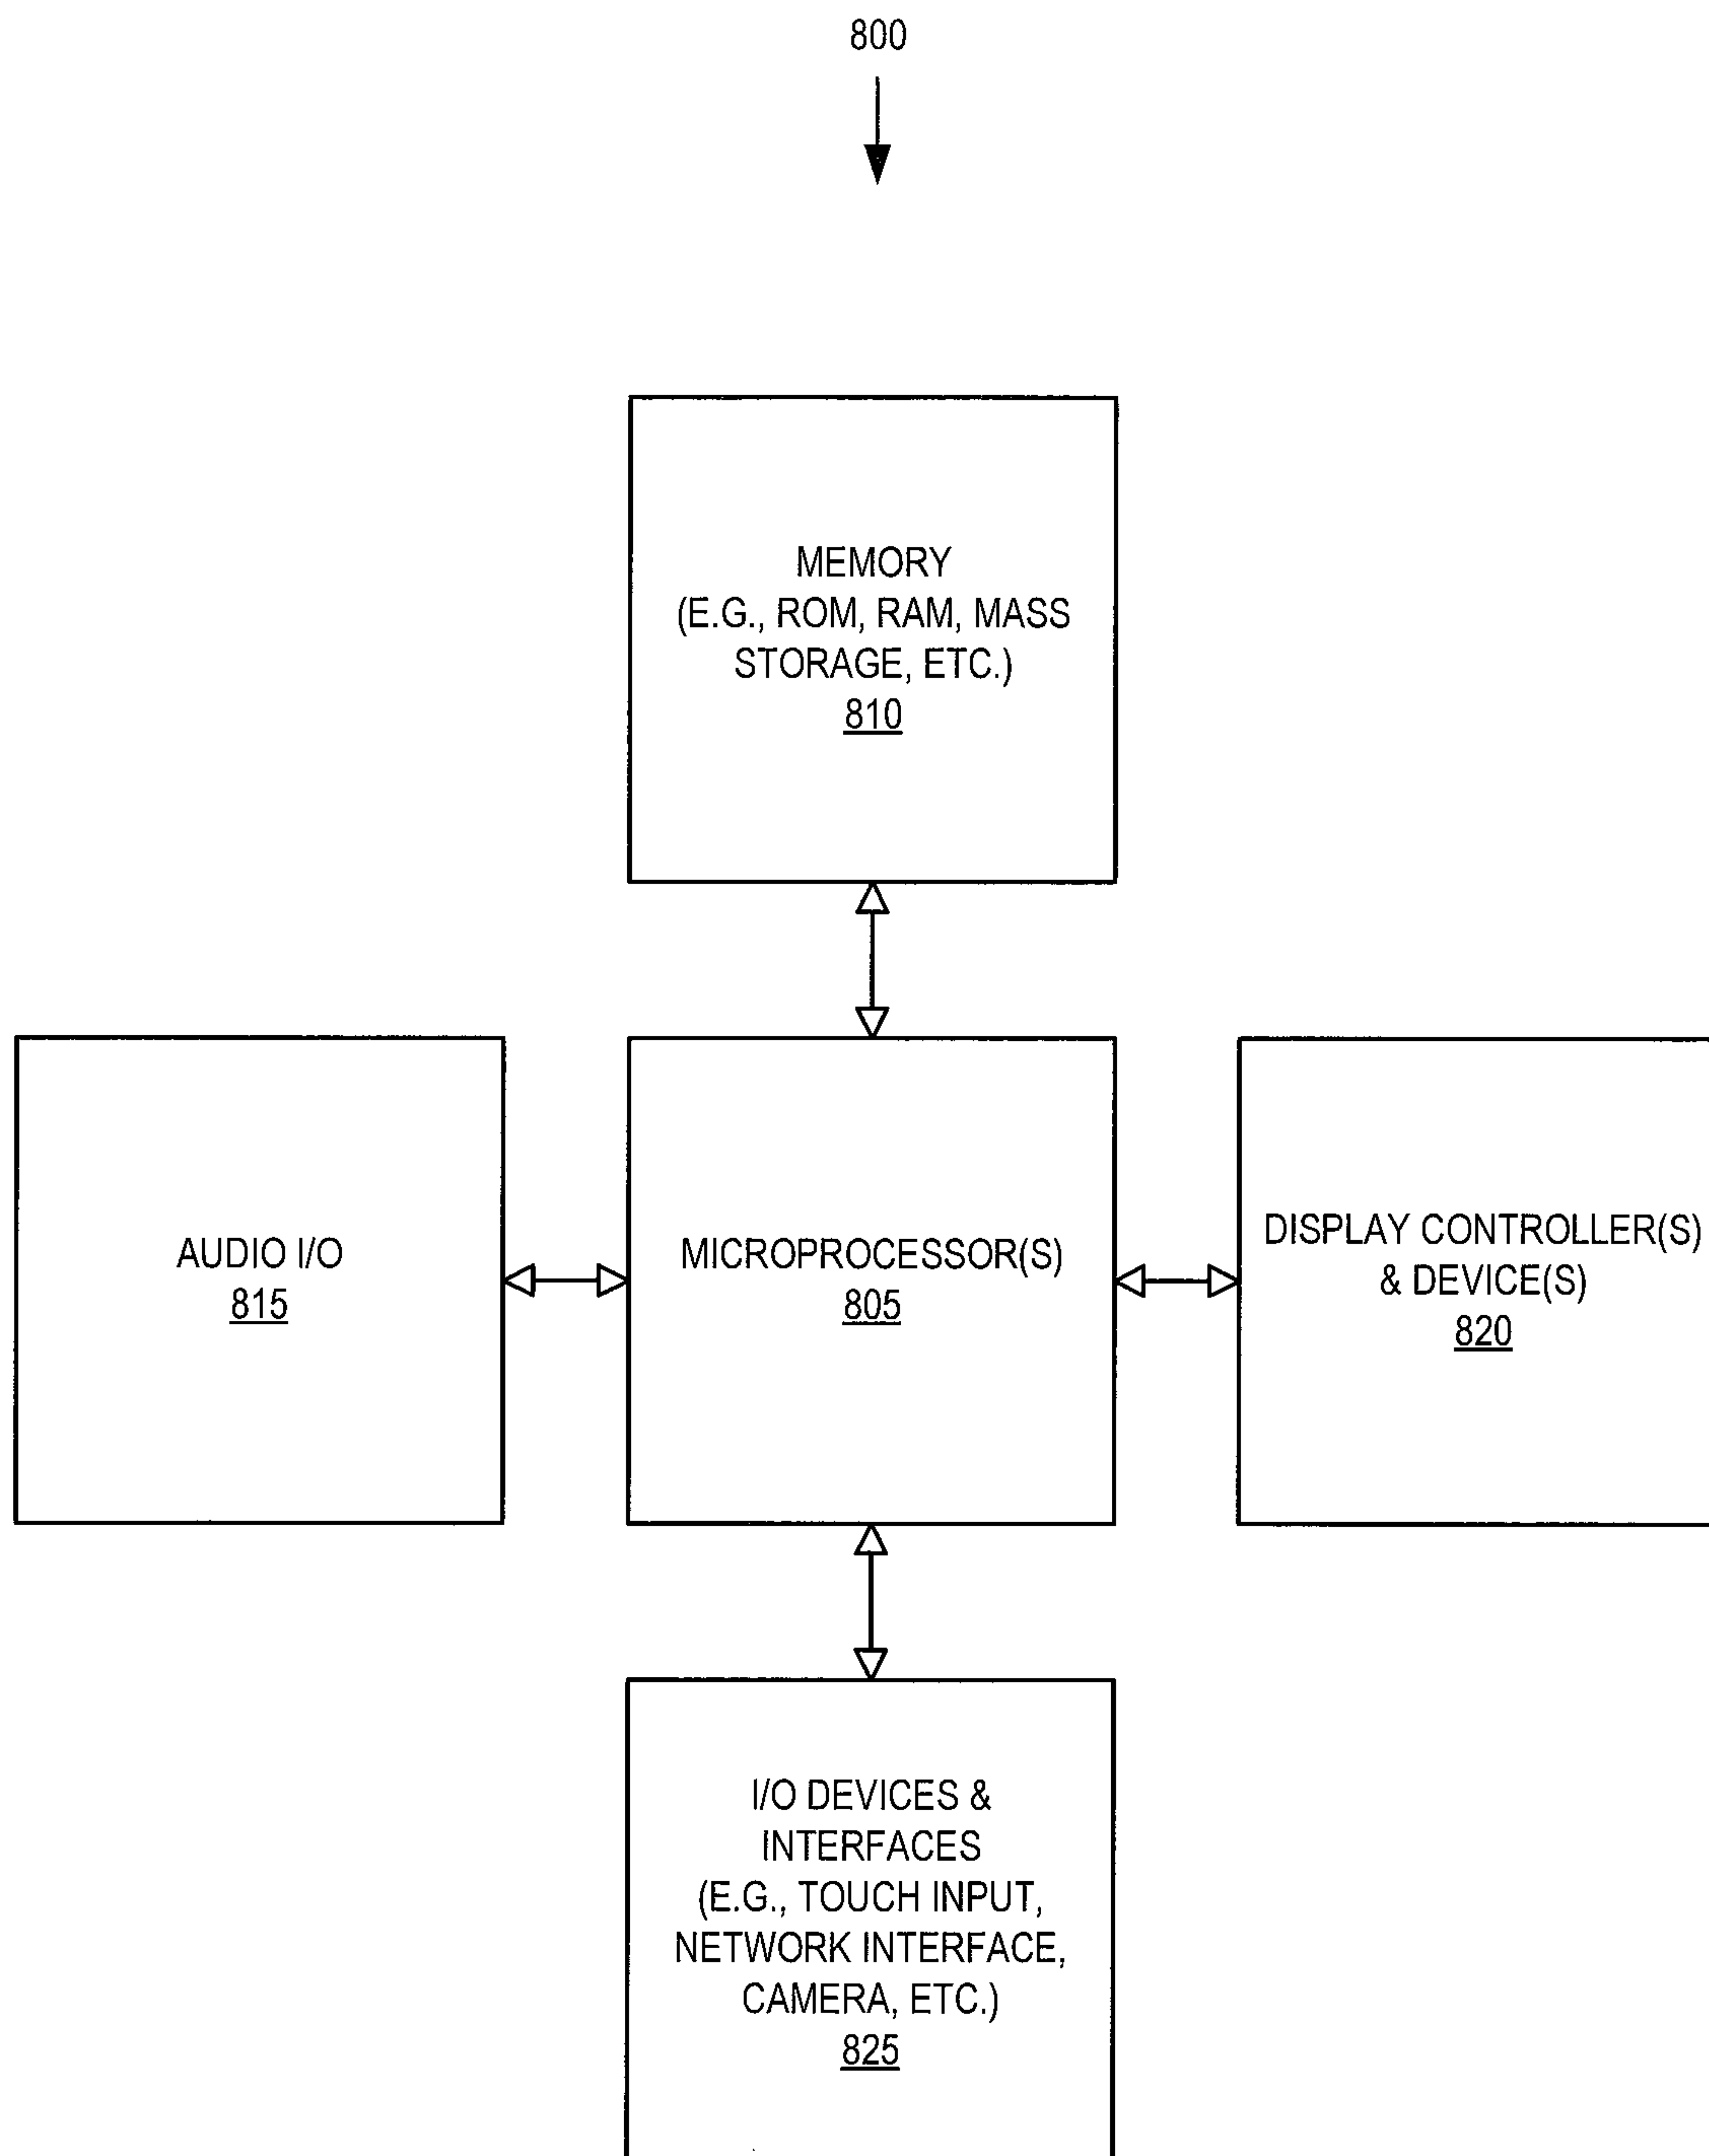 800
MEMORY
(E.G., ROM, RAM, MASS
STORAGE, ETC.)
810
AUDIO I/O
815
MICROPROCESSOR(S)
805
DISPLAY CONTROLLER(S)
& DEVICE(S)
820
I/O DEVICES &
INTERFACES
(E.G., TOUCH INPUT,
NETWORK INTERFACE,
CAMERA, ETC.)
825